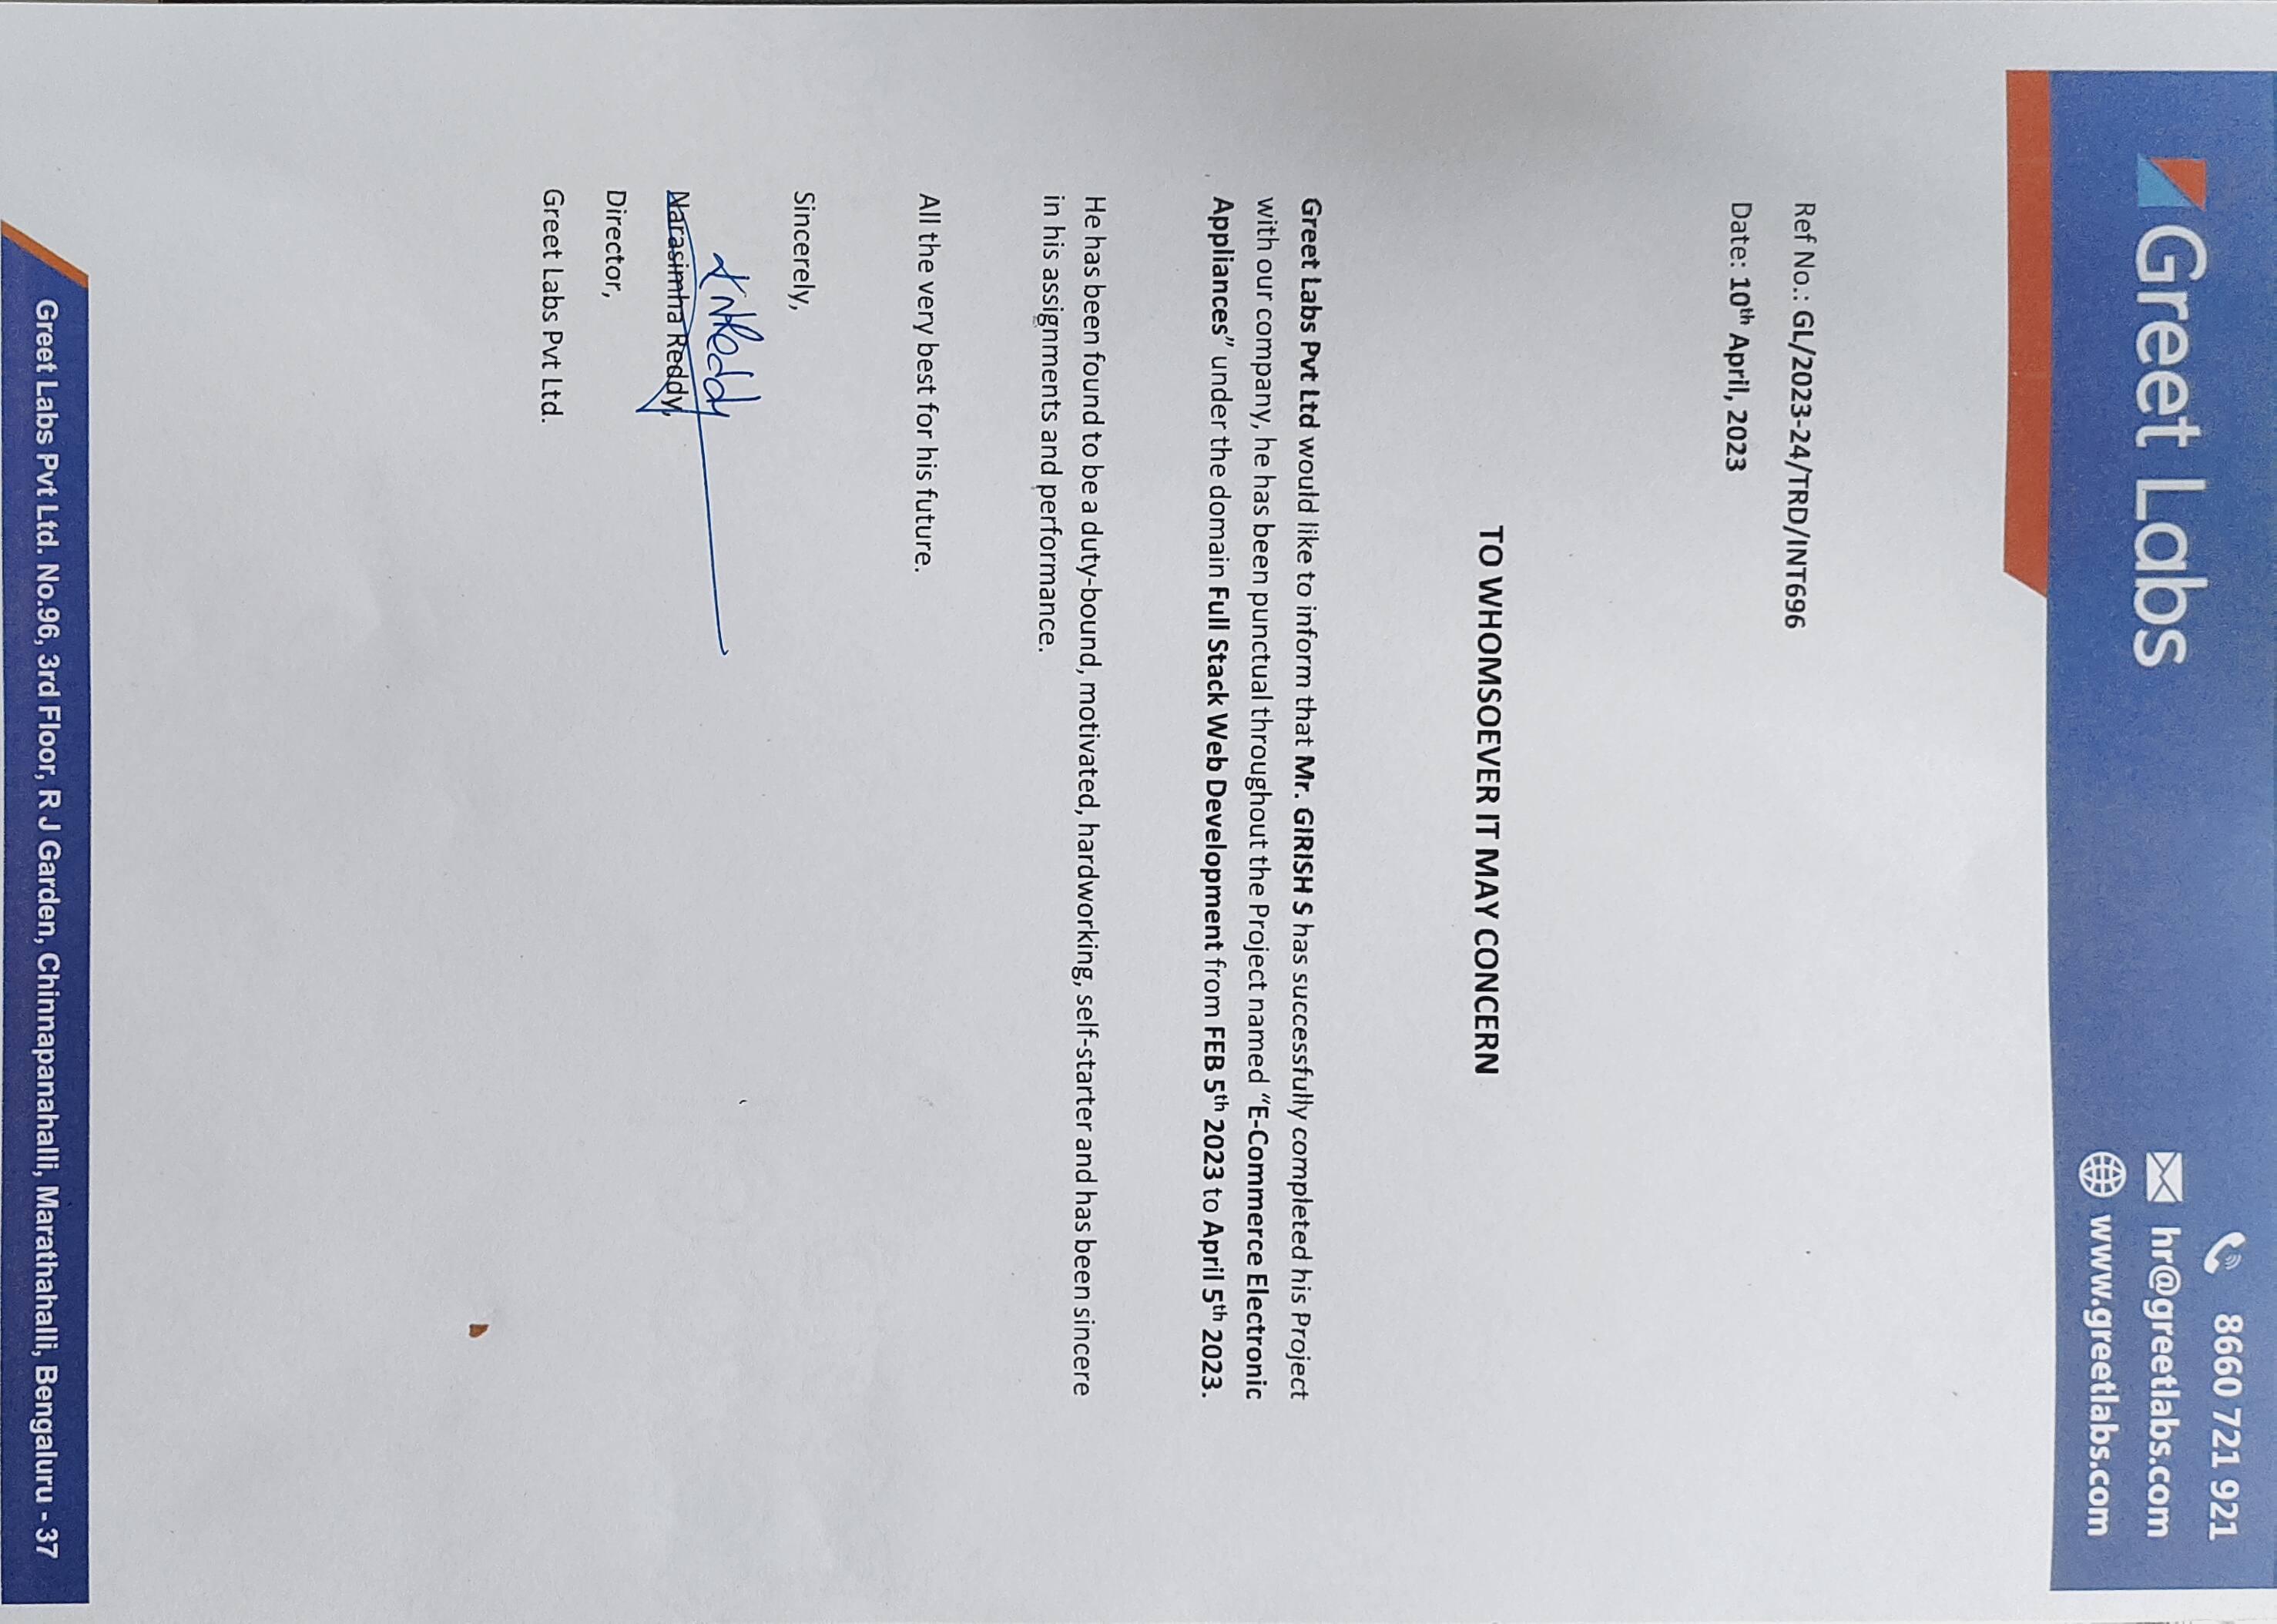 Greet Labs
8660 721 921
hr@greetlabs.com
www.greetlabs.com
Ref No.: GL/2023-24/TRD/INT696
Date: 10th April, 2023
TO WHOMSOEVER IT MAY CONCERN
Greet Labs Pvt Ltd would like to inform that Mr. GIRISH S has successfully completed his Project
with our company, he has been punctual throughout the Project named “E-Commerce Electronic
Appliances” under the domain Full Stack Web Development from FEB 5th 2023 to April 5th 2023.
He has been found to be a duty-bound, motivated, hardworking, self-starter and has been sincere
in his assignments and performance.
All the very best for his future.
Sincerely,
KNReddy
Narasimha Reddy,
Director,
Greet Labs Pvt Ltd.
Greet Labs Pvt Ltd. No.96, 3rd Floor, R J Garden, Chinnapanahalli, Marathahalli, Bengaluru - 37